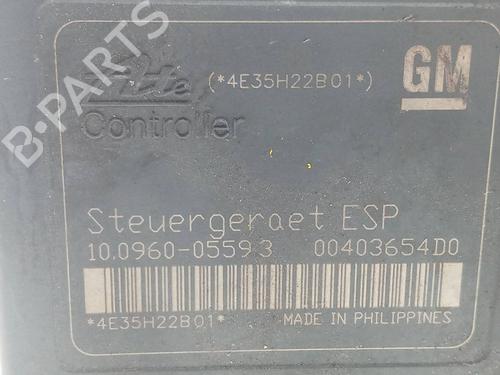 B-PARTS
Ate
(*4E35H22B01*)
GM
Controller
Steuergeraet ESP
10.0960-0559.3 00403654D0
*4E35H22B01* MADE IN PHILIPPINES